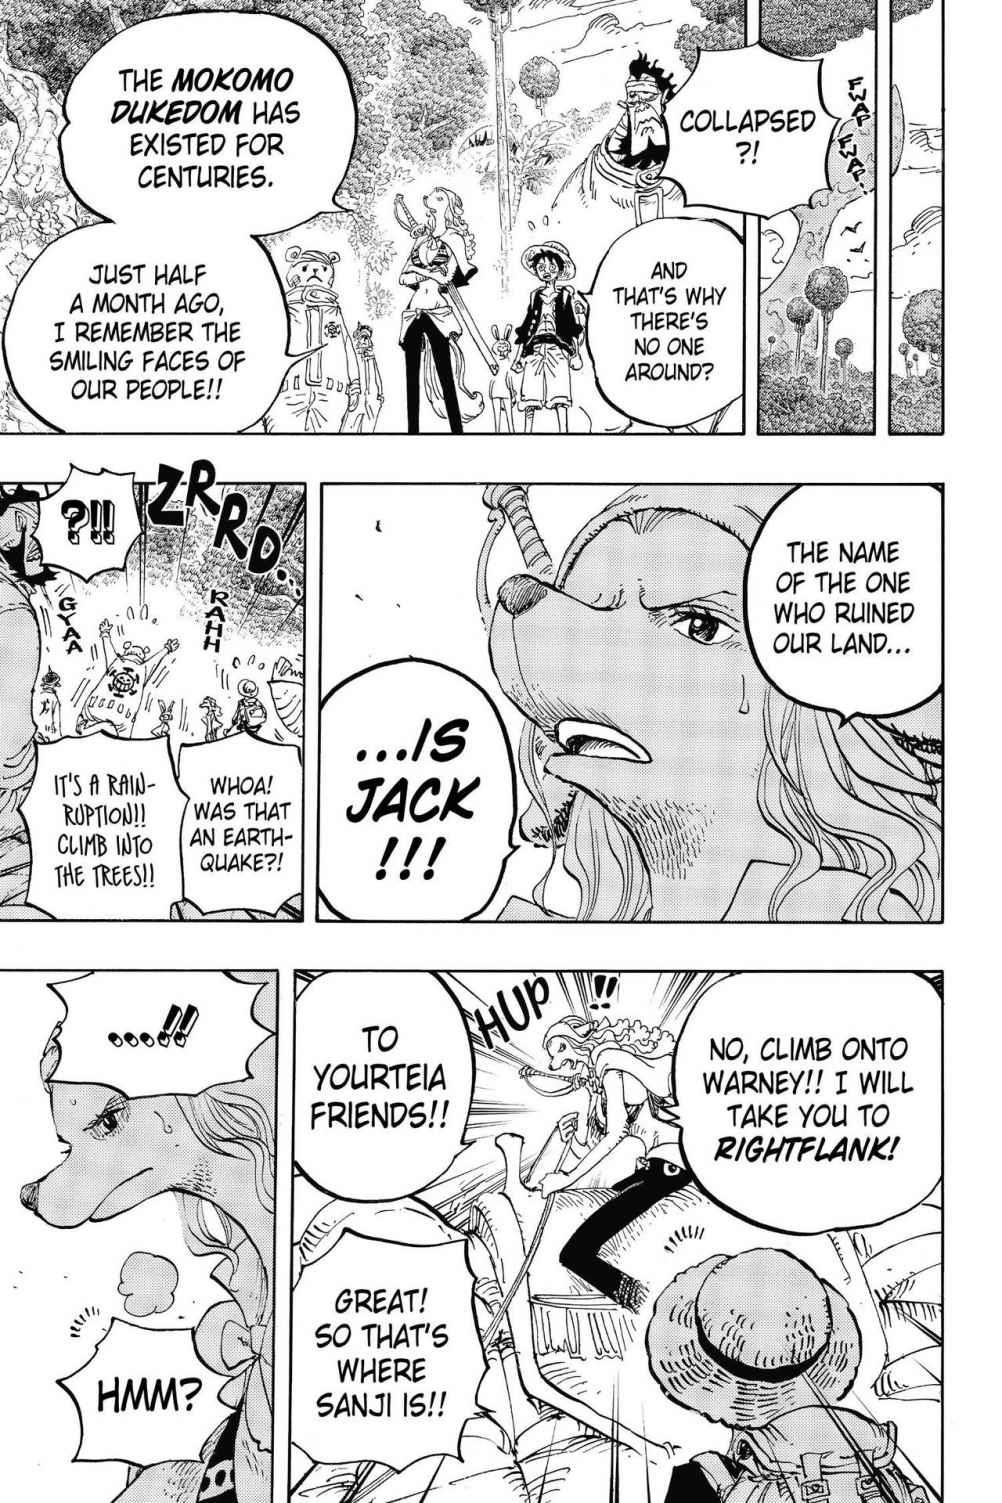 FWAP
FWAP..
COLLAPSED
?!
AND
THAT'S WHY
THERE'S
NO ONE
AROUND?
THE MOKOMO
DUKEDOM HAS
EXISTED FOR
CENTURIES.
JUST HALF
A MONTH AGO,
I REMEMBER THE
SMILING FACES OF
OUR PEOPLE!!
THE NAME
OF THE ONE
WHO RUINED
OUR LAND...
...IS
JACK
!!!
ZRRD...
?!!
RAHH
GYAA
WHOA!
WAS THAT
AN EARTH-
QUAKE?!
IT'S A RAIN-
RUPTION!!
CLIMB INTO
THE TREES!!
!!
HUP
NO, CLIMB ONTO
WARNEY!! I WILL
TAKE YOU TO
RIGHTFLANK!
TO
YOURTEIA
FRIENDS!!
GREAT!
SO THAT'S
WHERE
SANJI IS!!
...!!
HMM?